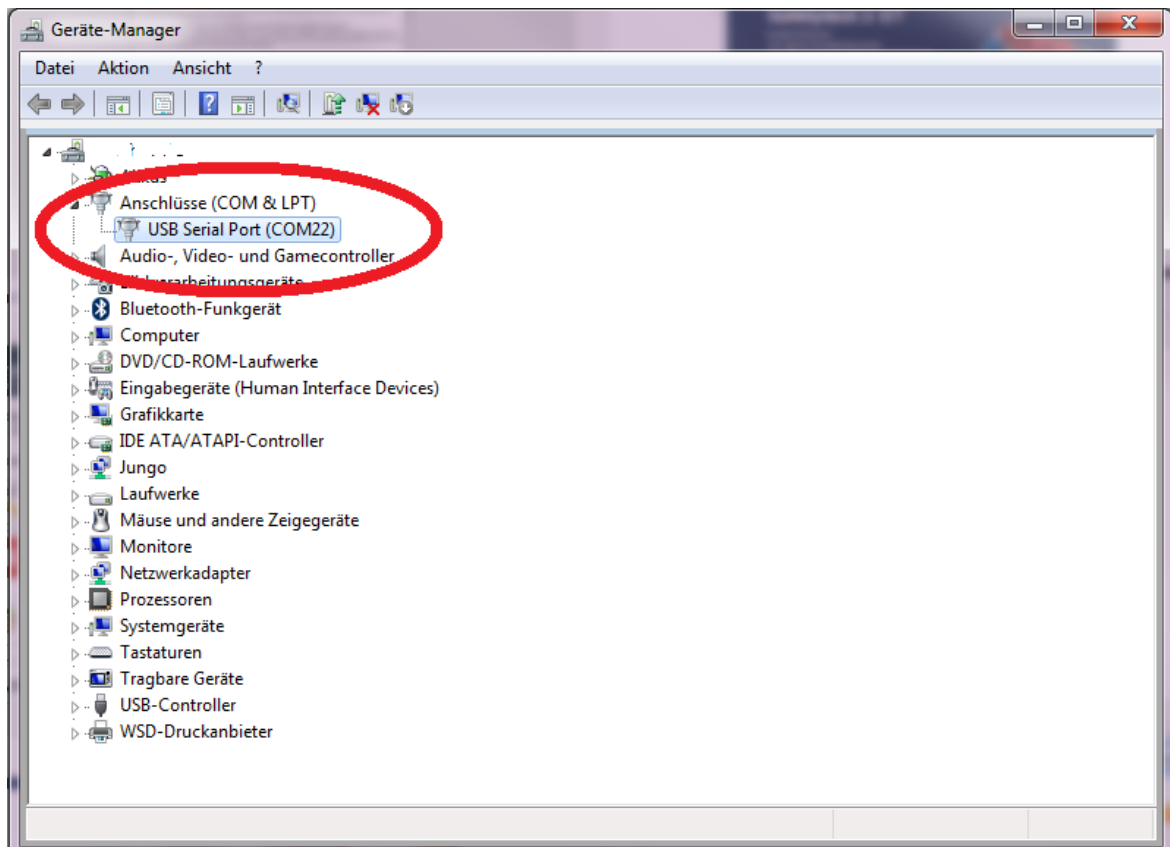 Geräte-Manager
Datei Aktion Ansicht ?
Anschlüsse (COM & LPT)
USB Serial Port (COM22)
Audio-, Video- und Gamecontroller
Bildverarbeitungsgeräte
Bluetooth-Funkgerät
Computer
DVD/CD-ROM-Laufwerke
Eingabegeräte (Human Interface Devices)
Grafikkarte
IDE ATA/ATAPI-Controller
Jungo
Laufwerke
Mäuse und andere Zeigegeräte
Monitore
Netzwerkadapter
Prozessoren
Systemgeräte
Tastaturen
Tragbare Geräte
USB-Controller
WSD-Druckanbieter